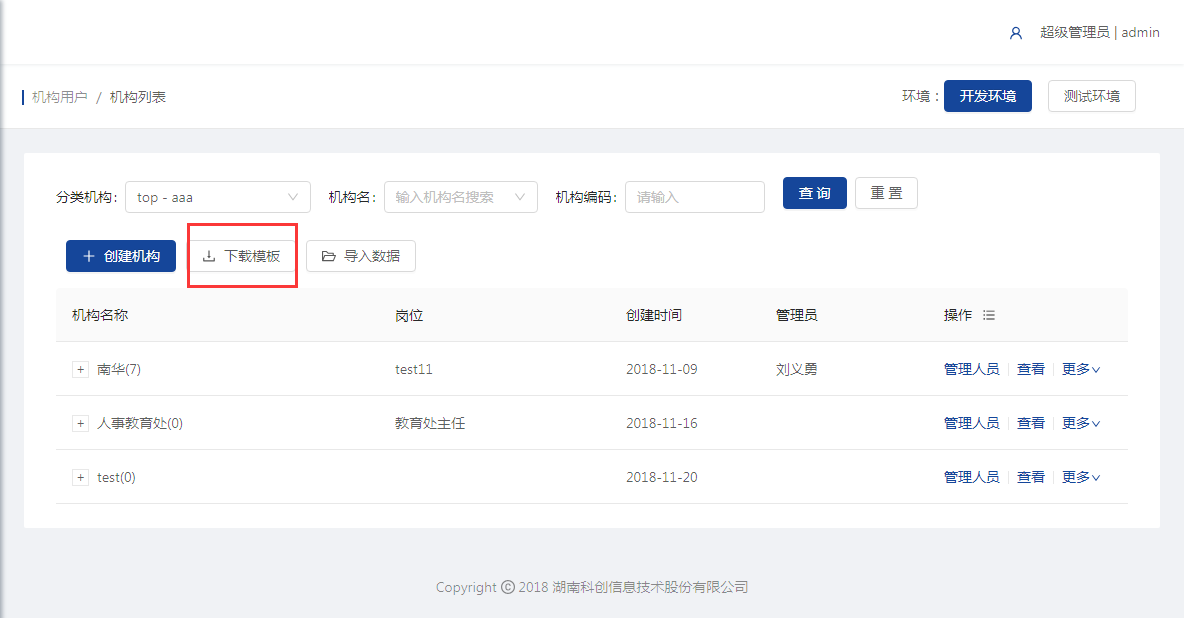 超级管理员 | admin
机构用户 / 机构列表
环境： 开发环境 测试环境
分类机构： top - aaa 机构名： 输入机构名搜索 机构编码： 请输入 查 询 重 置
+ 创建机构 下载模板 导入数据
机构名称 岗位 创建时间 管理员 操作
+ 南华(7) test11 2018-11-09 刘义勇 管理人员 查看 更多
+ 人事教育处(0) 教育处主任 2018-11-16 管理人员 查看 更多
+ test(0) 2018-11-20 管理人员 查看 更多
Copyright © 2018 湖南科创信息技术股份有限公司